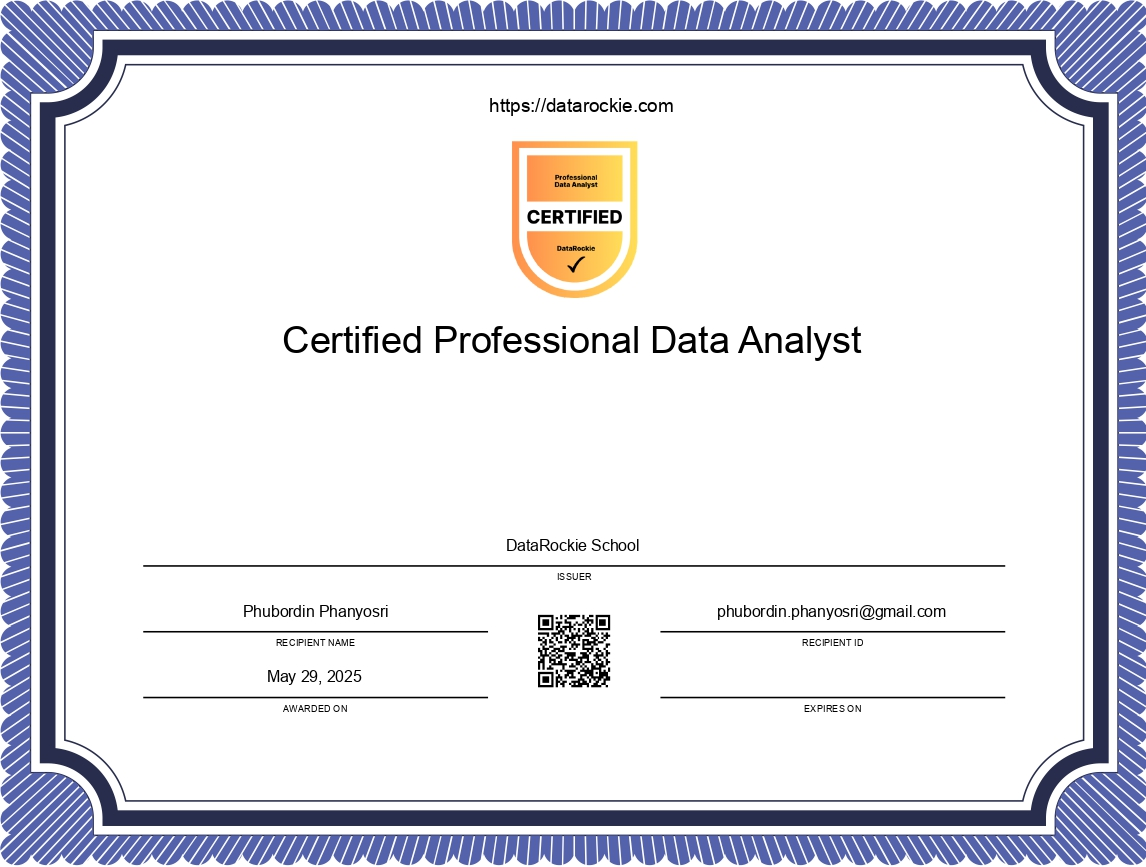 https://datarockie.com
Professional
Data Analyst
CERTIFIED
DataRockie
Certified Professional Data Analyst
DataRockie School
ISSUER
Phubordin Phanyosri
RECIPIENT NAME
phubordin.phanyosri@gmail.com
RECIPIENT ID
May 29, 2025
AWARDED ON
EXPIRES ON